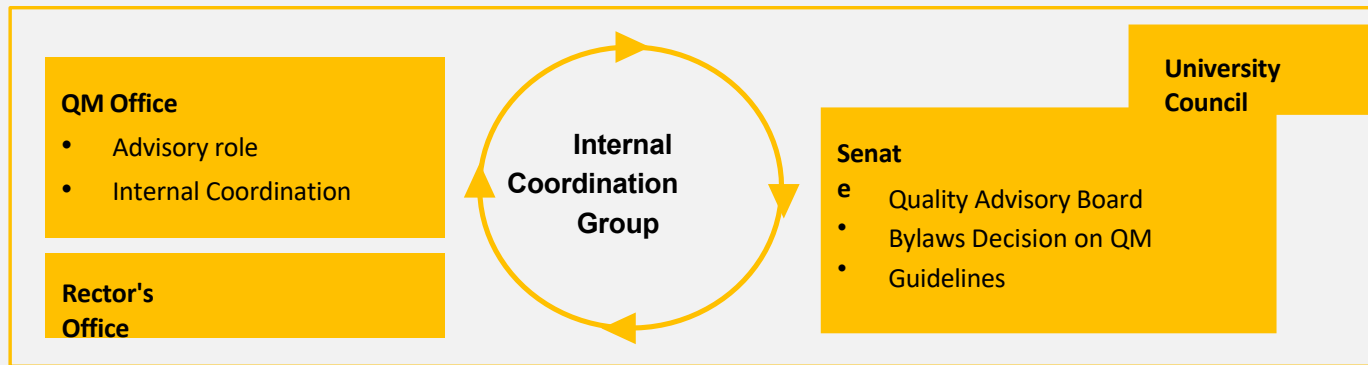 QM Office
• Advisory role
• Internal Coordination
Rector's
Office
Internal
Coordination
Group
University
Council
Senat
e
• Quality Advisory Board
• Bylaws Decision on QM
• Guidelines